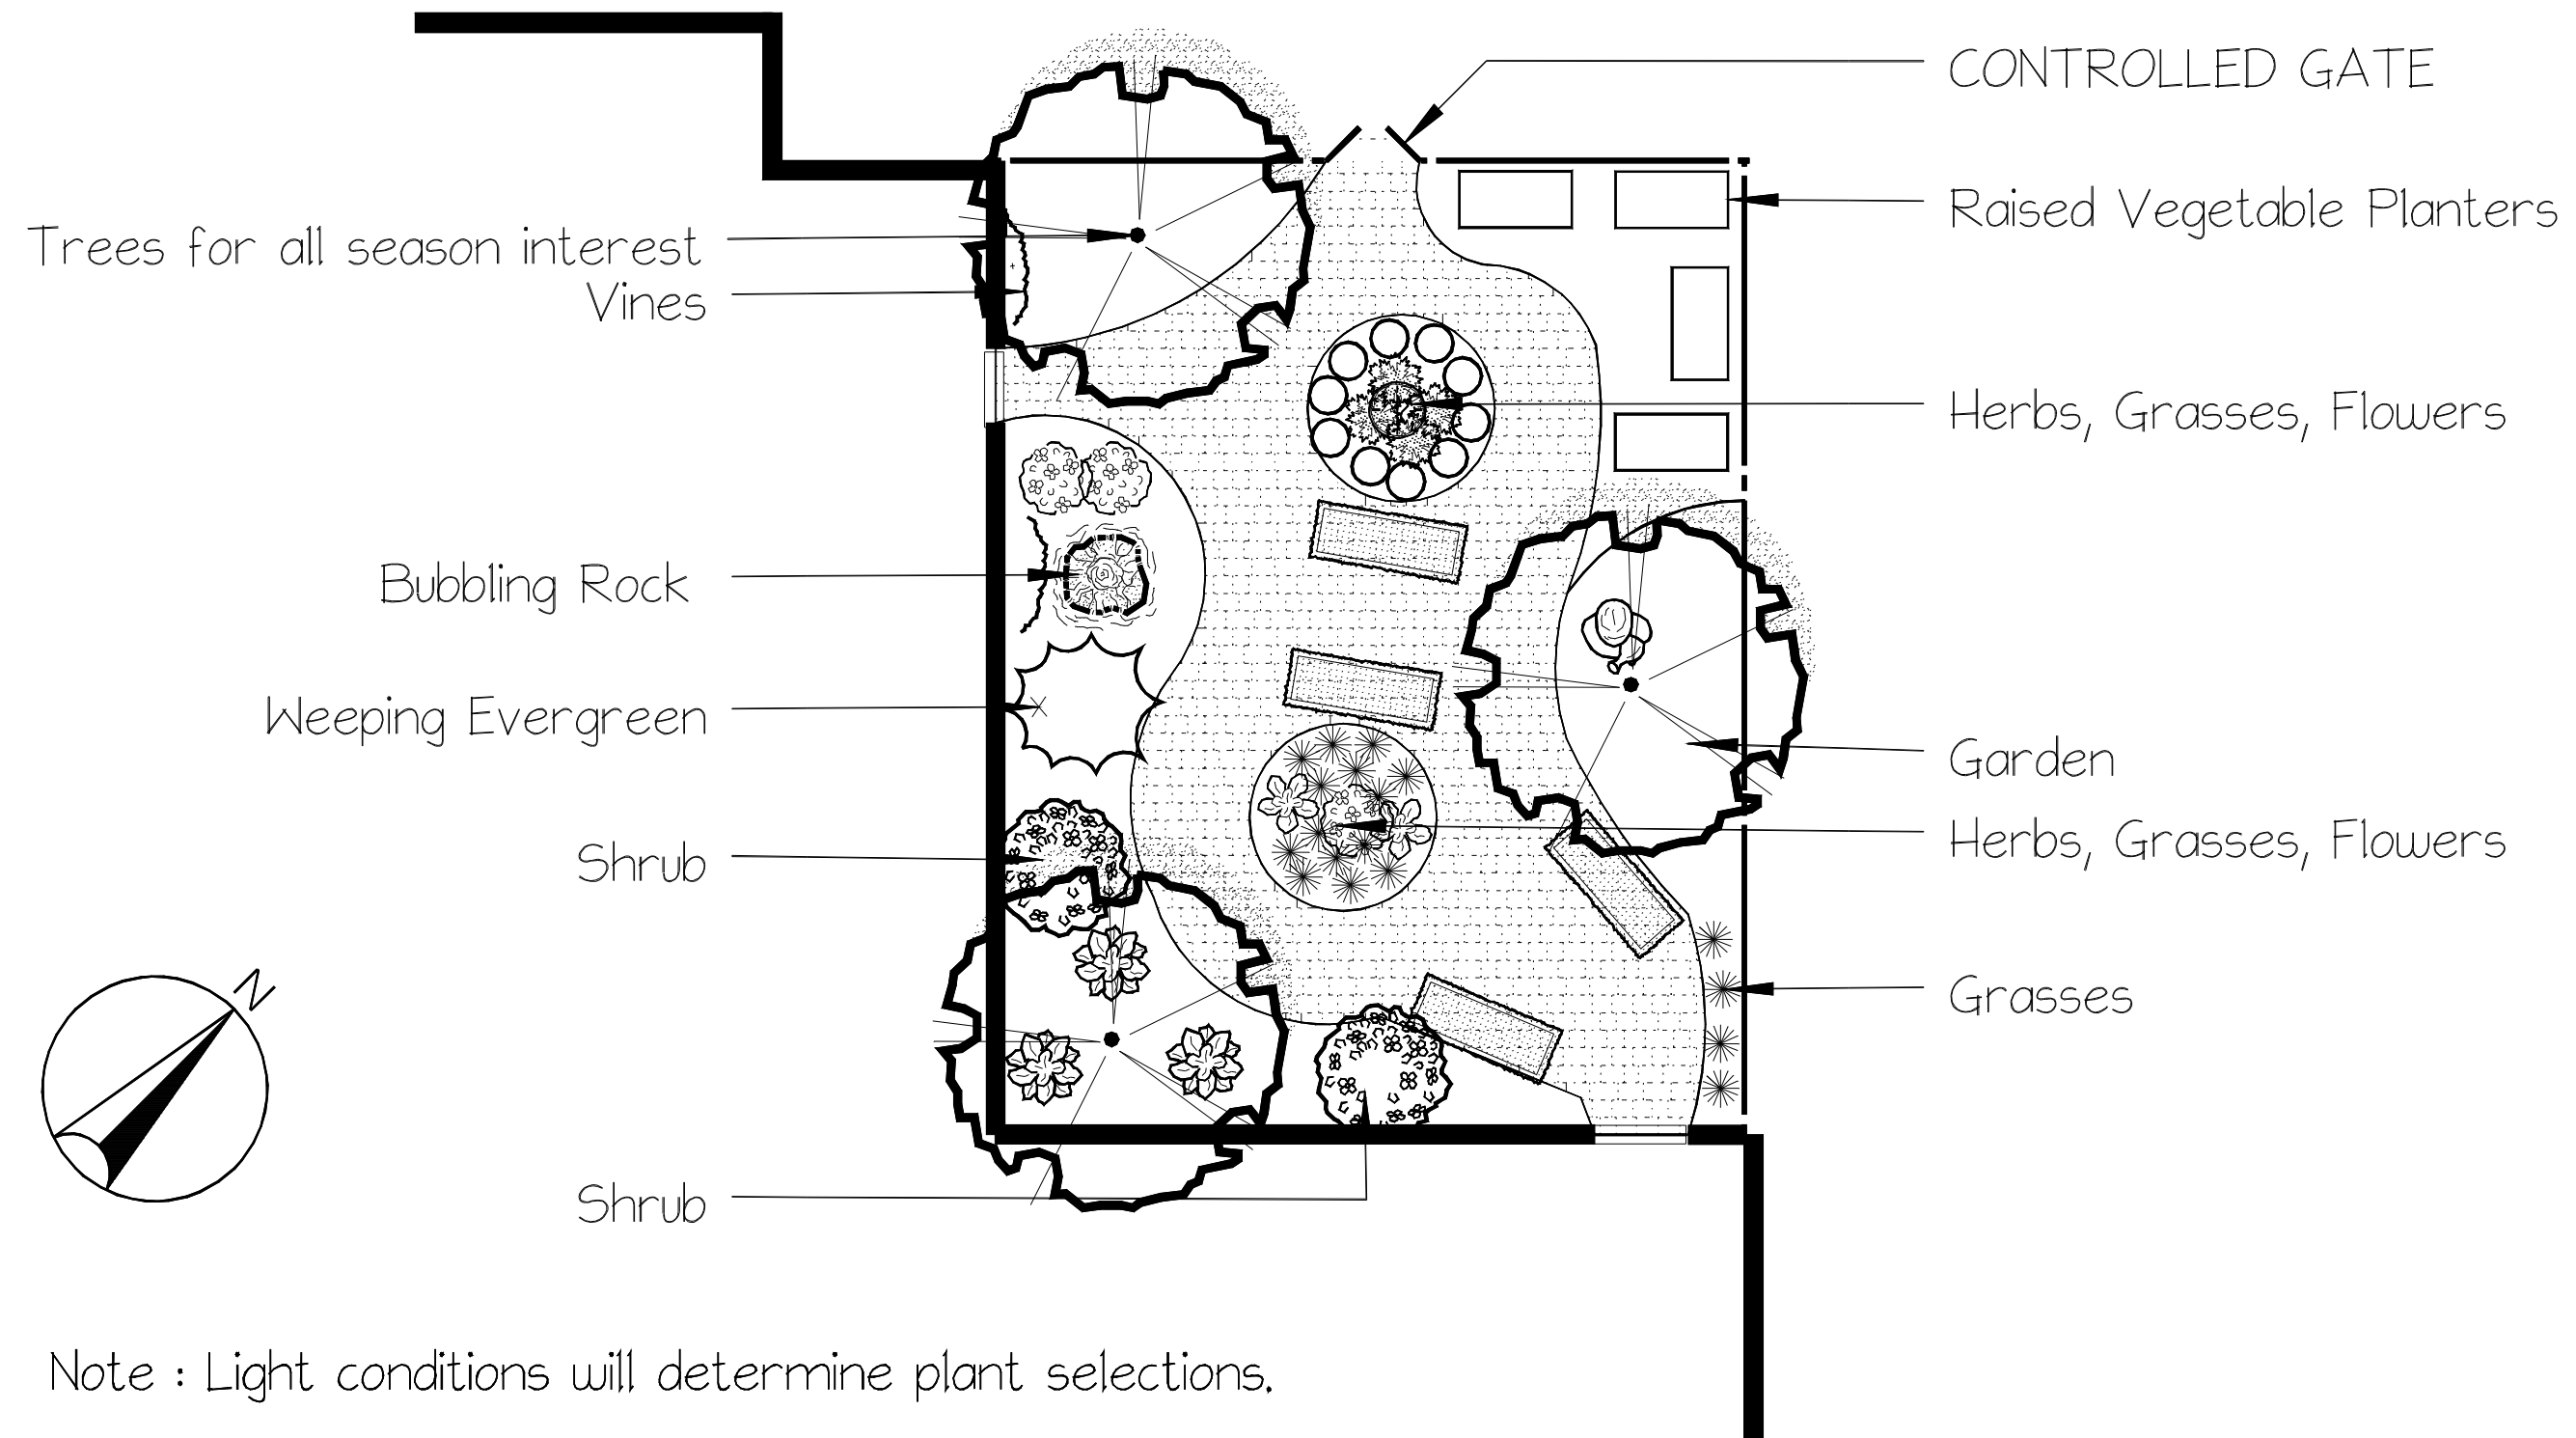 CONTROLLED GATE
Raised Vegetable Planters
Trees for all season interest
Vines
Herbs, Grasses, Flowers
Bubbling Rock
Weeping Evergreen
Garden
Herbs, Grasses, Flowers
Shrub
Grasses
N
Shrub
Note : Light conditions will determine plant selections.